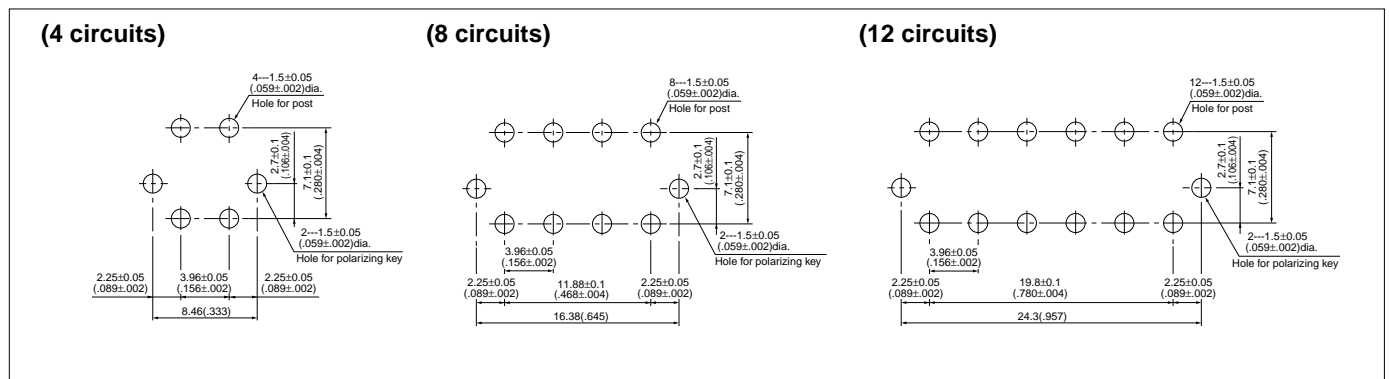 (4 circuits)
4---1.5±0.05
(.059±.002)dia.
Hole for post
2.7±0.1
(.106±.004)
7.1±0.1
(.280±.004)
2---1.5±0.05
(.059±.002)dia.
Hole for polarizing key
2.25±0.05
(.089±.002)
3.96±0.05
(.156±.002)
2.25±0.05
(.089±.002)
8.46(.333)
(8 circuits)
8---1.5±0.05
(.059±.002)dia.
Hole for post
2.7±0.1
(.106±.004)
7.1±0.1
(.280±.004)
2---1.5±0.05
(.059±.002)dia.
Hole for polarizing key
3.96±0.05
(.156±.002)
2.25±0.05
(.089±.002)
11.88±0.1
(.468±.004)
2.25±0.05
(.089±.002)
16.38(.645)
(12 circuits)
12---1.5±0.05
(.059±.002)dia.
Hole for post
2.7±0.1
(.106±.004)
7.1±0.1
(.280±.004)
2---1.5±0.05
(.059±.002)dia.
Hole for polarizing key
3.96±0.05
(.156±.002)
2.25±0.05
(.089±.002)
19.8±0.1
(.780±.004)
2.25±0.05
(.089±.002)
24.3(.957)